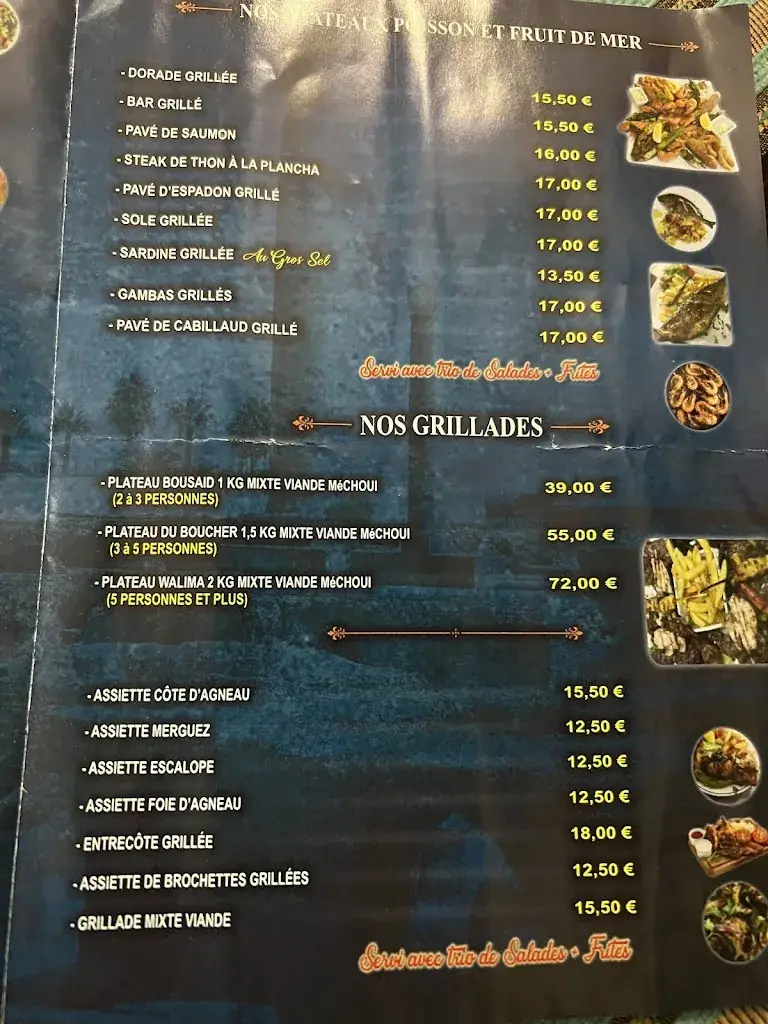 NOS PLATEAUX POISSON ET FRUIT DE MER
- DORADE GRILLÉE 15,50 €
- BAR GRILLÉ 15,50 €
- PAVÉ DE SAUMON 16,00 €
- STEAK DE THON À LA PLANCHA 17,00 €
- PAVÉ D'ESPADON GRILLÉ 17,00 €
- SOLE GRILLÉE 17,00 €
- SARDINE GRILLÉE Au Gros Sel 13,50 €
- GAMBAS GRILLÉS 17,00 €
- PAVÉ DE CABILLAUD GRILLÉ 17,00 €
Servi avec trio de Salades + Frites
NOS GRILLADES
- PLATEAU BOUSAID 1 KG MIXTE VIANDE MéCHOUI 39,00 €
(2 à 3 PERSONNES)
- PLATEAU DU BOUCHER 1,5 KG MIXTE VIANDE MéCHOUI 55,00 €
(3 à 5 PERSONNES)
- PLATEAU WALIMA 2 KG MIXTE VIANDE MéCHOUI 72,00 €
(5 PERSONNES ET PLUS)
- ASSIETTE CÔTE D'AGNEAU 15,50 €
- ASSIETTE MERGUEZ 12,50 €
- ASSIETTE ESCALOPE 12,50 €
- ASSIETTE FOIE D'AGNEAU 12,50 €
- ENTRECÔTE GRILLÉE 18,00 €
- ASSIETTE DE BROCHETTES GRILLÉES 12,50 €
- GRILLADE MIXTE VIANDE 15,50 €
Servi avec trio de Salades + Frites